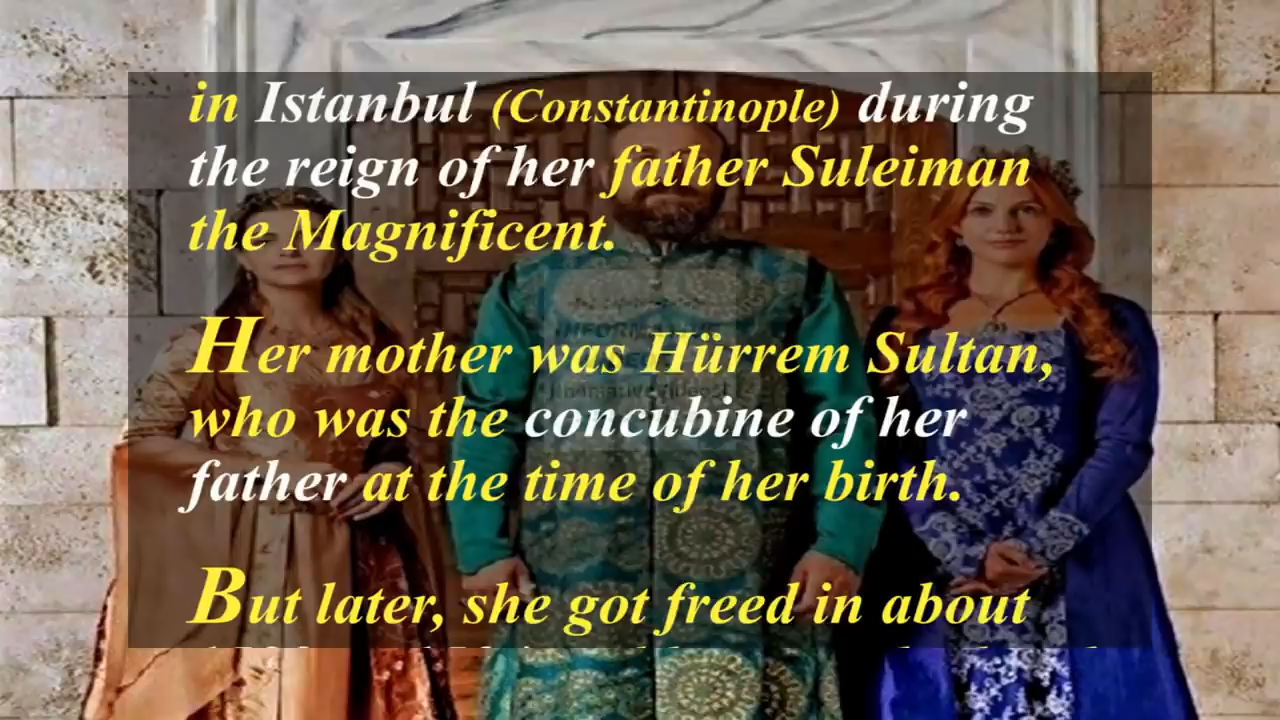 in Istanbul (Constantinople) during
the reign of her father Suleiman
the Magnificent.
Her mother was Hürrem Sultan,
who was the concubine of her
father at the time of her birth.
But later, she got freed in about